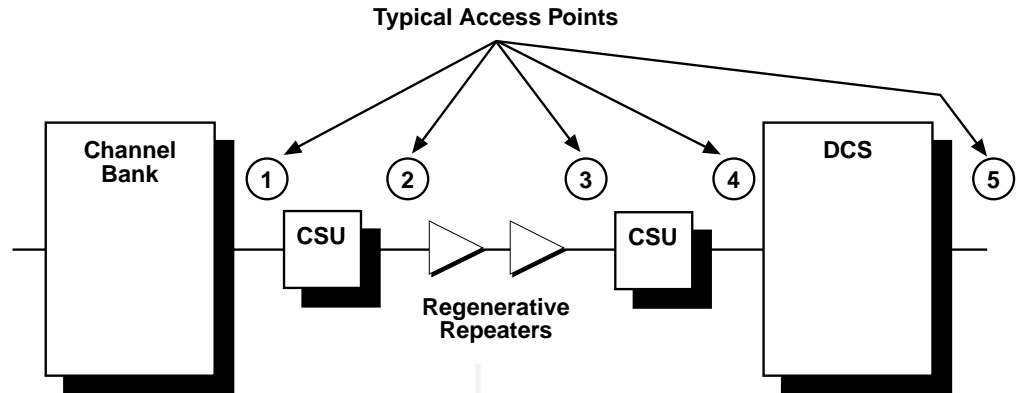 Typical Access Points
Channel
Bank
1
2
3
4
DCS
5
CSU
CSU
Regenerative
Repeaters